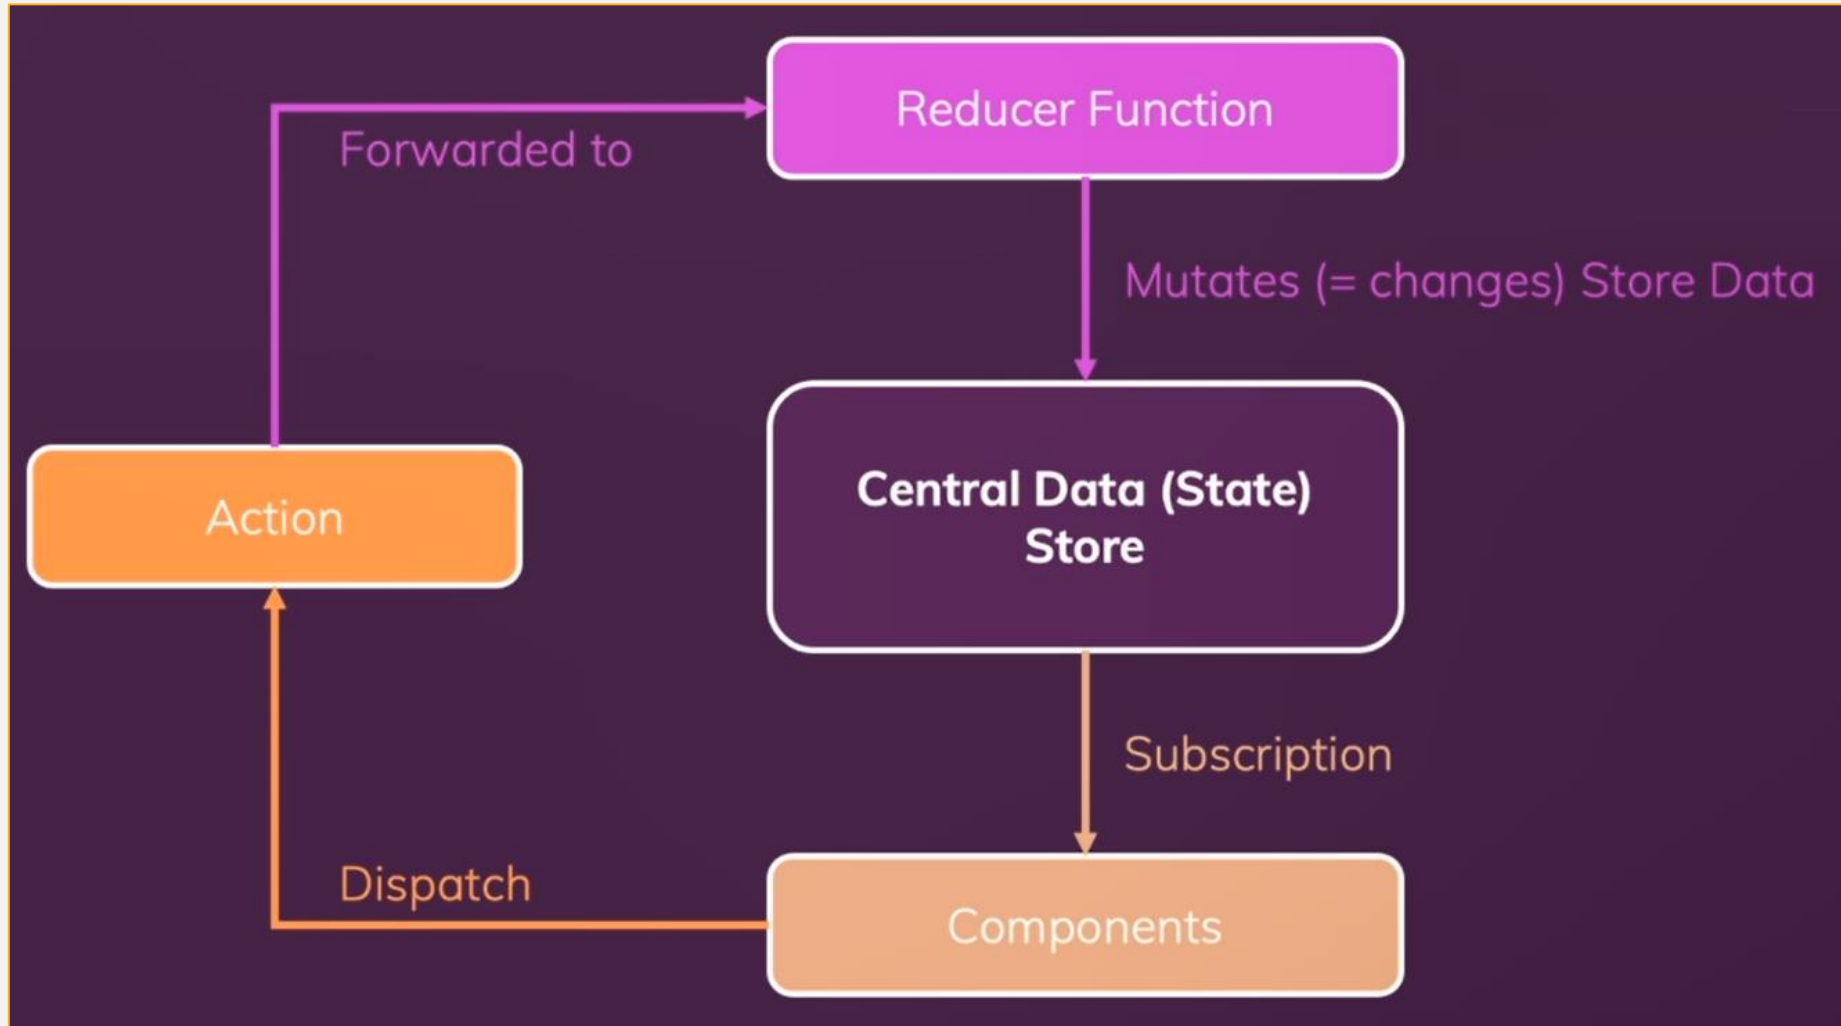 Reducer Function
Forwarded to
Mutates (= changes) Store Data
Central Data (State)
Store
Action
Subscription
Dispatch
Components